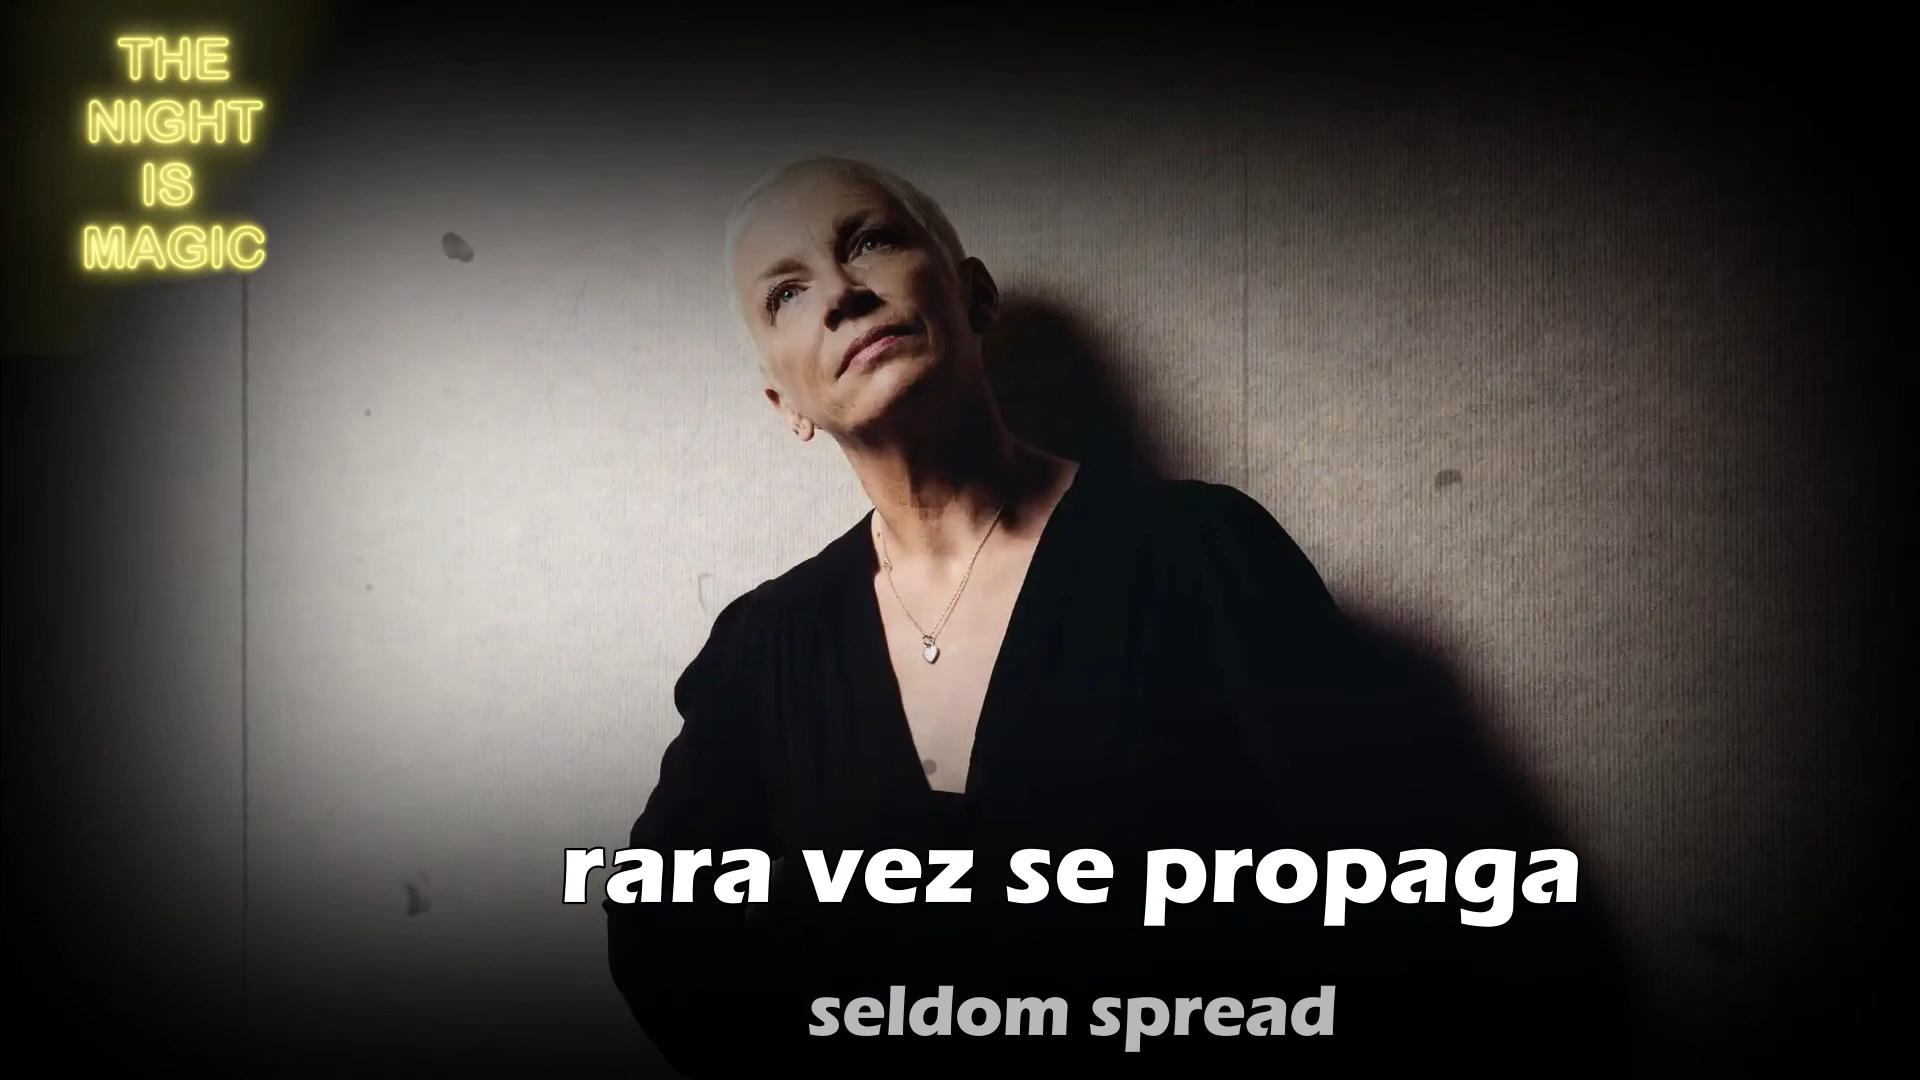 THE
NIGHT
IS
MAGIC
rara vez se propaga
seldom spread